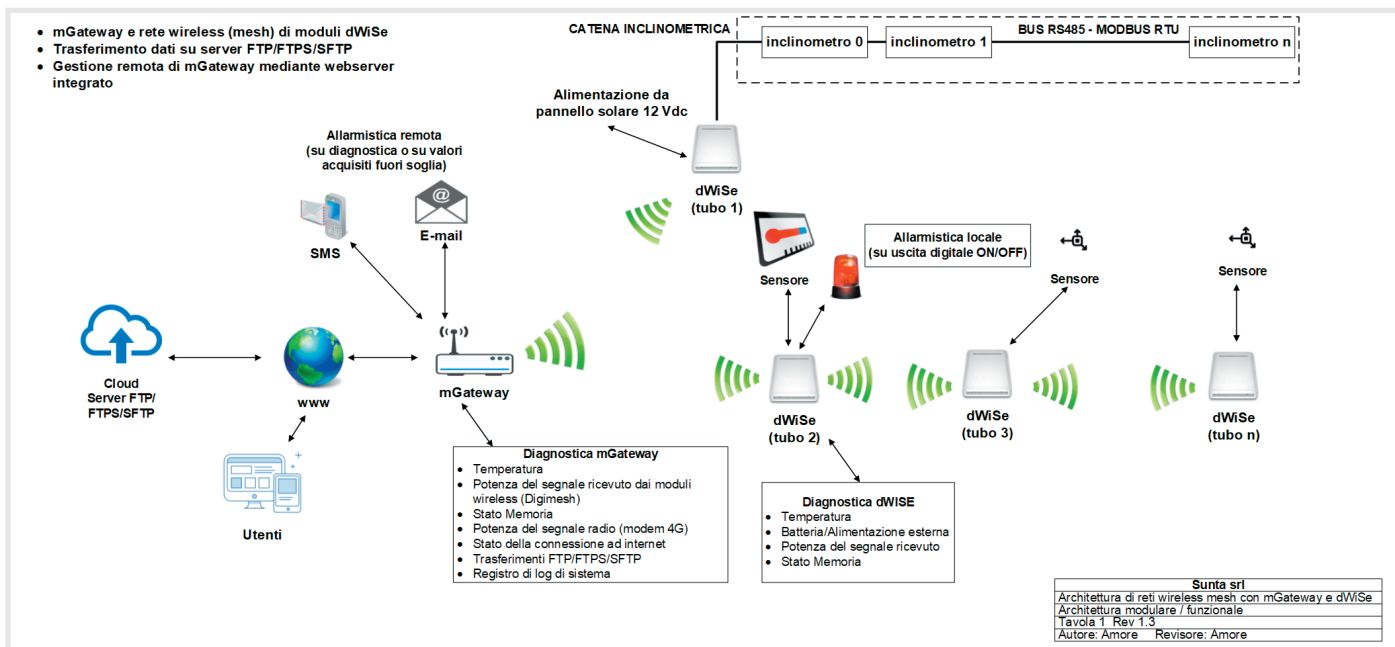 • mGateway e rete wireless (mesh) di moduli dWiSe
• Trasferimento dati su server FTP/FTPS/SFTP
• Gestione remota di mGateway mediante webserver
integrato
CATENA INCLINOMETRICA
BUS RS485 - MODBUS RTU
inclinometro 0
inclinometro 1
inclinometro n
Alimentazione da
pannello solare 12 Vdc
dWiSe
(tubo 1)
Allarmistica remota
(su diagnostica o su valori
acquisiti fuori soglia)
SMS
@
E-mail
Sensore
Allarmistica locale
(su uscita digitale ON/OFF)
Sensore
Sensore
Cloud
Server FTP/
FTPS/SFTP
www
mGateway
dWiSe
(tubo 2)
dWiSe
(tubo 3)
dWiSe
(tubo n)
Utenti
Diagnostica mGateway
• Temperatura
• Potenza del segnale ricevuto dai moduli
wireless (Digimesh)
• Stato Memoria
• Potenza del segnale radio (modem 4G)
• Stato della connessione ad internet
• Trasferimenti FTP/FTPS/SFTP
• Registro di log di sistema
Diagnostica dWISE
• Temperatura
• Batteria/Alimentazione esterna
• Potenza del segnale ricevuto
• Stato Memoria
Sunta srl
Architettura di reti wireless mesh con mGateway e dWiSe
Architettura modulare / funzionale
Tavola 1 Rev 1.3
Autore: Amore Revisore: Amore